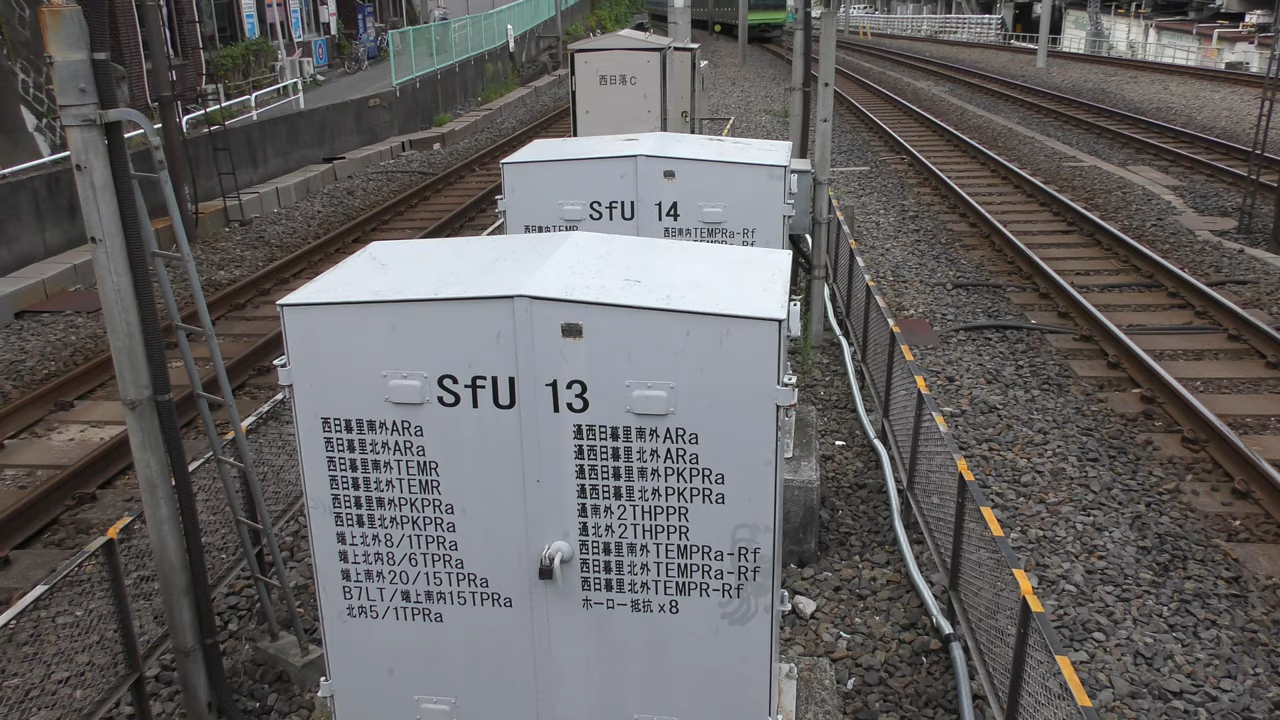 西日落C
SfU 14
西日南内TEMP
西日南内TEMPRa-Rf
SfU 13
西日暮里南外ARa
西日暮里北外ARa
西日暮里南外TEMR
西日暮里北外TEMR
西日暮里南外PKPRa
西日暮里北外PKPRa
端上北外8/1TPRa
端上北内8/6TPRa
端上南外20/15TPRa
B7LT/端上南内15TPRa
北内5/1TPRa
通西日暮里南外ARa
通西日暮里北外ARa
通西日暮里南外PKPRa
通西日暮里北外PKPRa
通南外2THPPR
通北外2THPPR
西日暮里南外TEMPRa-Rf
西日暮里北外TEMPRa-Rf
西日暮里北外TEMPR-Rf
ホーロー抵抗×8